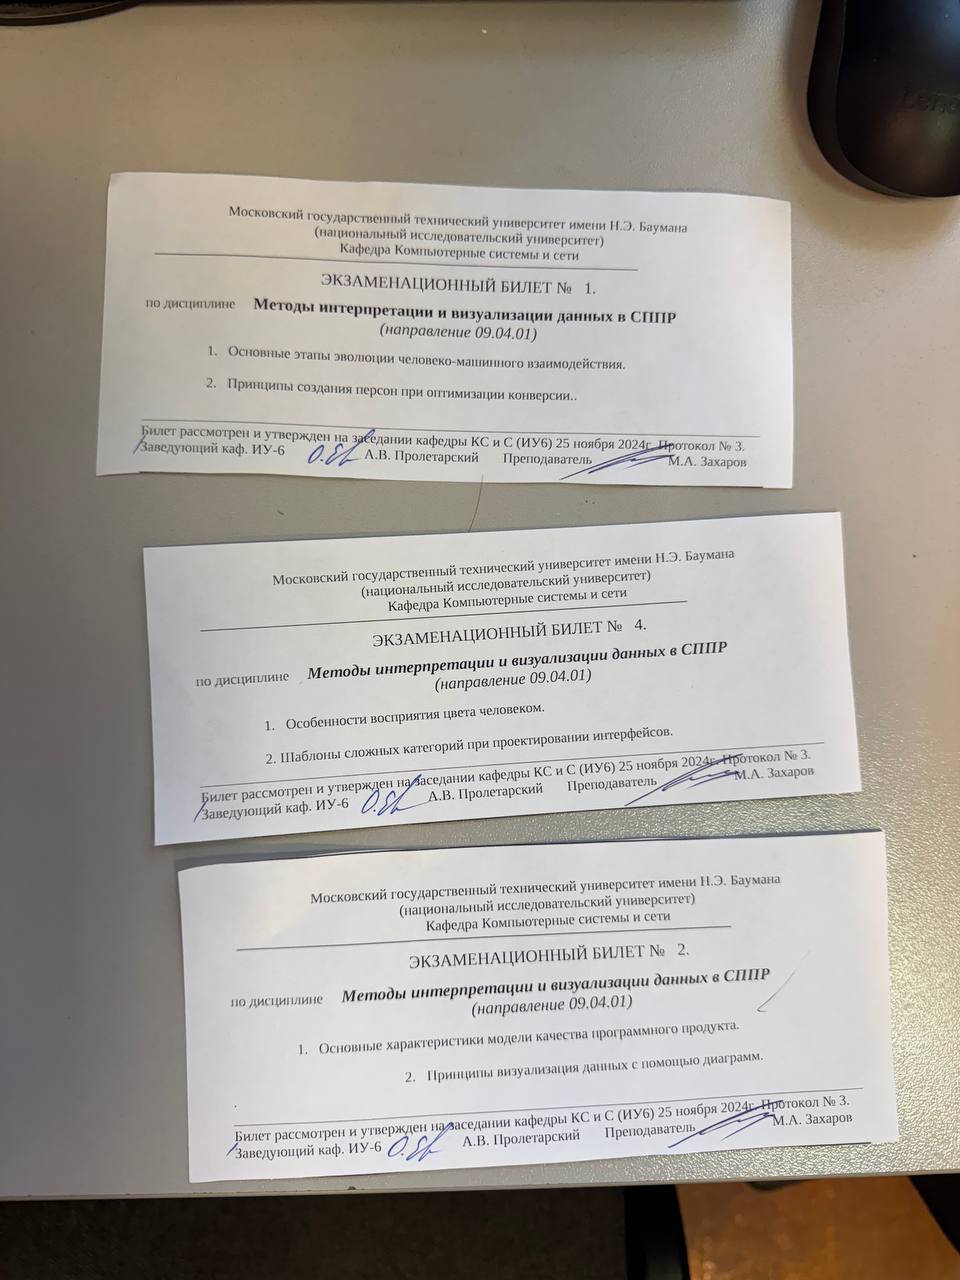 Московский государственный технический университет имени Н.Э. Баумана
(национальный исследовательский университет)
Кафедра Компьютерные системы и сети
ЭКЗАМЕНАЦИОННЫЙ БИЛЕТ № 1.
по дисциплине Методы интерпретации и визуализации данных в СППР
(направление 09.04.01)
1. Основные этапы эволюции человеко-машинного взаимодействия.
2. Принципы создания персон при оптимизации конверсии..
Билет рассмотрен и утвержден на заседании кафедры КС и С (ИУ6) 25 ноября 2024г. Протокол № 3.
Заведующий каф. ИУ-6 А.В. Пролетарский Преподаватель М.А. Захаров
Московский государственный технический университет имени Н.Э. Баумана
(национальный исследовательский университет)
Кафедра Компьютерные системы и сети
ЭКЗАМЕНАЦИОННЫЙ БИЛЕТ № 4.
по дисциплине Методы интерпретации и визуализации данных в СППР
(направление 09.04.01)
1. Особенности восприятия цвета человеком.
2. Шаблоны сложных категорий при проектировании интерфейсов.
Билет рассмотрен и утвержден на заседании кафедры КС и С (ИУ6) 25 ноября 2024г. Протокол № 3.
Заведующий каф. ИУ-6 А.В. Пролетарский Преподаватель М.А. Захаров
Московский государственный технический университет имени Н.Э. Баумана
(национальный исследовательский университет)
Кафедра Компьютерные системы и сети
ЭКЗАМЕНАЦИОННЫЙ БИЛЕТ № 2.
по дисциплине Методы интерпретации и визуализации данных в СППР
(направление 09.04.01)
1. Основные характеристики модели качества программного продукта.
2. Принципы визуализация данных с помощью диаграмм.
Билет рассмотрен и утвержден на заседании кафедры КС и С (ИУ6) 25 ноября 2024г. Протокол № 3.
Заведующий каф. ИУ-6 А.В. Пролетарский Преподаватель М.А. Захаров